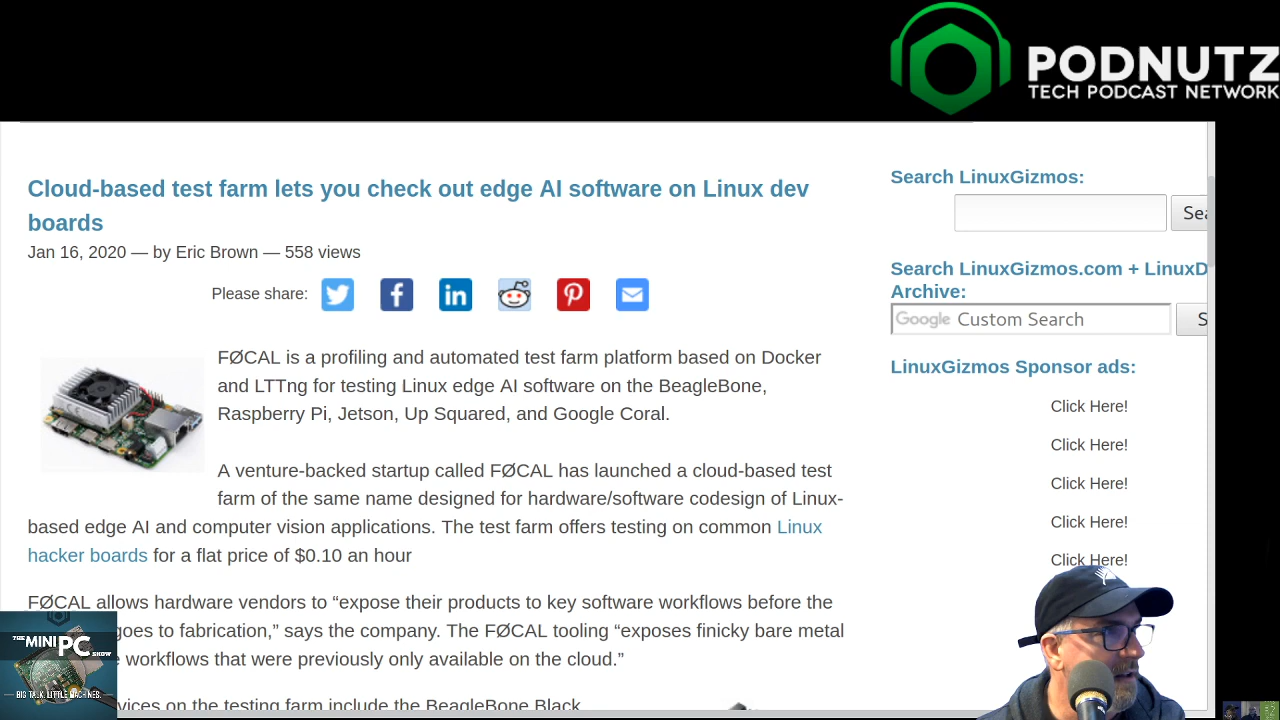 PODNUTZ
TECH PODCAST NETWORK
Cloud-based test farm lets you check out edge AI software on Linux dev
boards
Jan 16, 2020 — by Eric Brown — 558 views
Please share:
FØCAL is a profiling and automated test farm platform based on Docker
and LTTng for testing Linux edge AI software on the BeagleBone,
Raspberry Pi, Jetson, Up Squared, and Google Coral.
A venture-backed startup called FØCAL has launched a cloud-based test
farm of the same name designed for hardware/software codesign of Linux-
based edge AI and computer vision applications. The test farm offers testing on common Linux
hacker boards for a flat price of $0.10 an hour
FØCAL allows hardware vendors to “expose their products to key software workflows before the
goes to fabrication,” says the company. The FØCAL tooling “exposes finicky bare metal
workflows that were previously only available on the cloud.”
vices on the testing farm include the BeagleBone Black
Search LinuxGizmos:
Sea
Search LinuxGizmos.com + LinuxD
Archive:
Google Custom Search
S
LinuxGizmos Sponsor ads:
Click Here!
Click Here!
Click Here!
Click Here!
Click Here!
THE MINI PC SHOW
BIG TALK. LITTLE MACHINES.